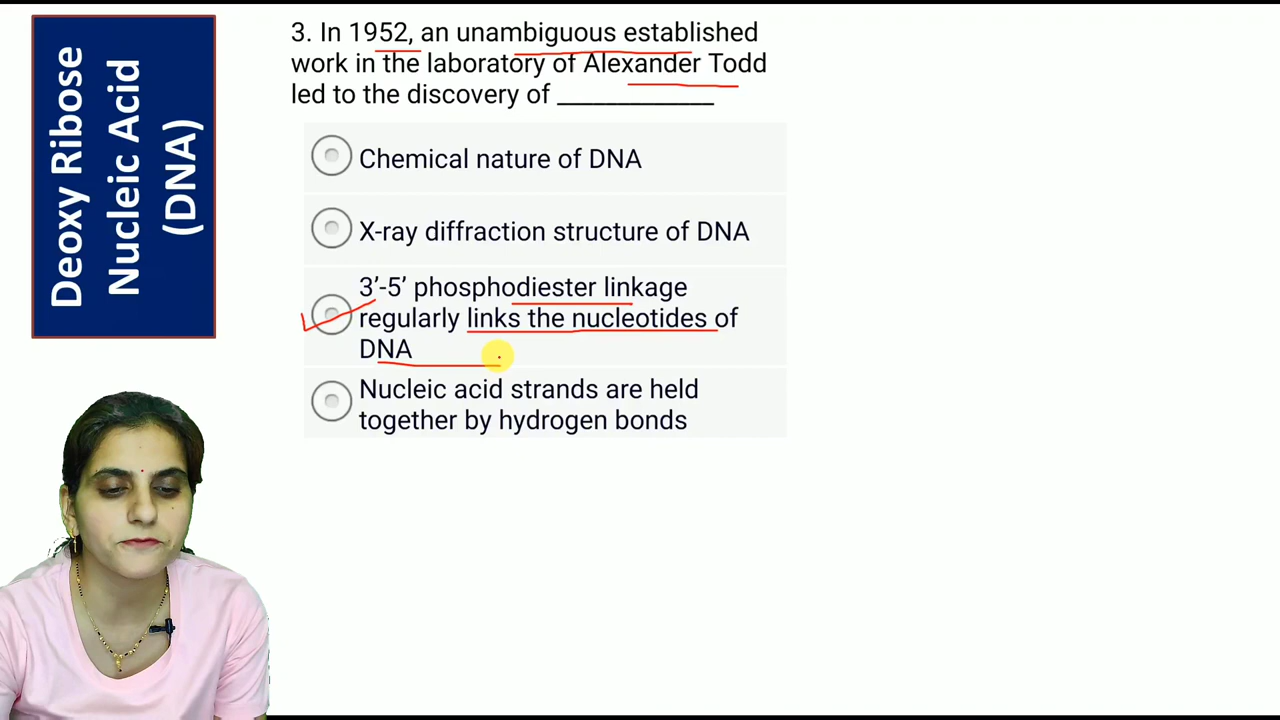 Deoxy Ribose
Nucleic Acid
(DNA)
3. In 1952, an unambiguous established
work in the laboratory of Alexander Todd
led to the discovery of _____________
Chemical nature of DNA
X-ray diffraction structure of DNA
3’-5’ phosphodiester linkage
regularly links the nucleotides of
DNA
Nucleic acid strands are held
together by hydrogen bonds